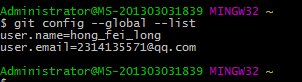 Administrator@MS-201303031839 MINGW32 ~
$ git config --global --list
user.name=hong_fei_long
user.email=2314135571@qq.com
Administrator@MS-201303031839 MINGW32 ~